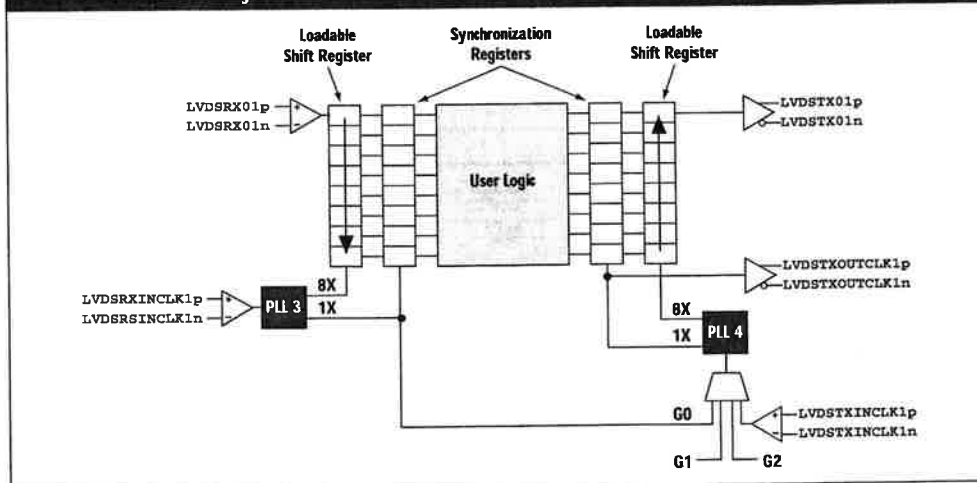 Loadable
Shift Register
Synchronization
Registers
Loadable
Shift Register
LVDSRX01p
LVDSRX01n
User Logic
LVDSTX01p
LVDSTX01n
LVDSTXOUTCLK1p
LVDSTXOUTCLK1n
LVDSRXINCLK1p
LVDSRSINCLK1n
PLL 3
8X
1X
8X
1X
PLL 4
G0
LVDSTXINCLK1p
LVDSTXINCLK1n
G1
G2